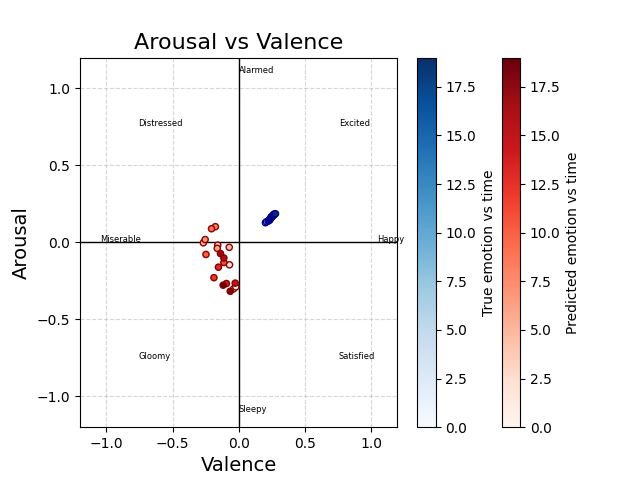 Arousal vs Valence
Alarmed
Distressed
Excited
Miserable
Happy
Gloomy
Satisfied
Sleepy
1.0
0.5
0.0
−0.5
−1.0
Arousal
−1.0 −0.5 0.0 0.5 1.0
Valence
17.5
15.0
12.5
10.0
7.5
5.0
2.5
0.0
True emotion vs time
17.5
15.0
12.5
10.0
7.5
5.0
2.5
0.0
Predicted emotion vs time